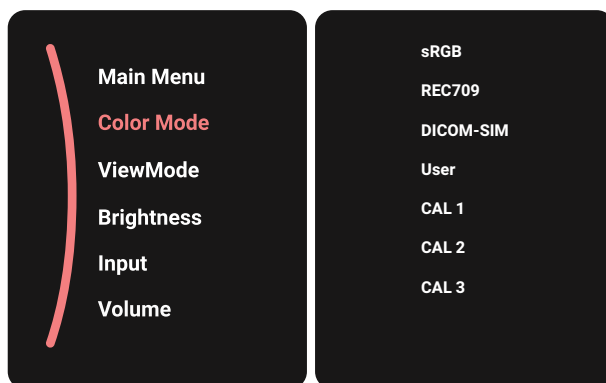 Main Menu
Color Mode
ViewMode
Brightness
Input
Volume
sRGB
REC709
DICOM-SIM
User
CAL 1
CAL 2
CAL 3